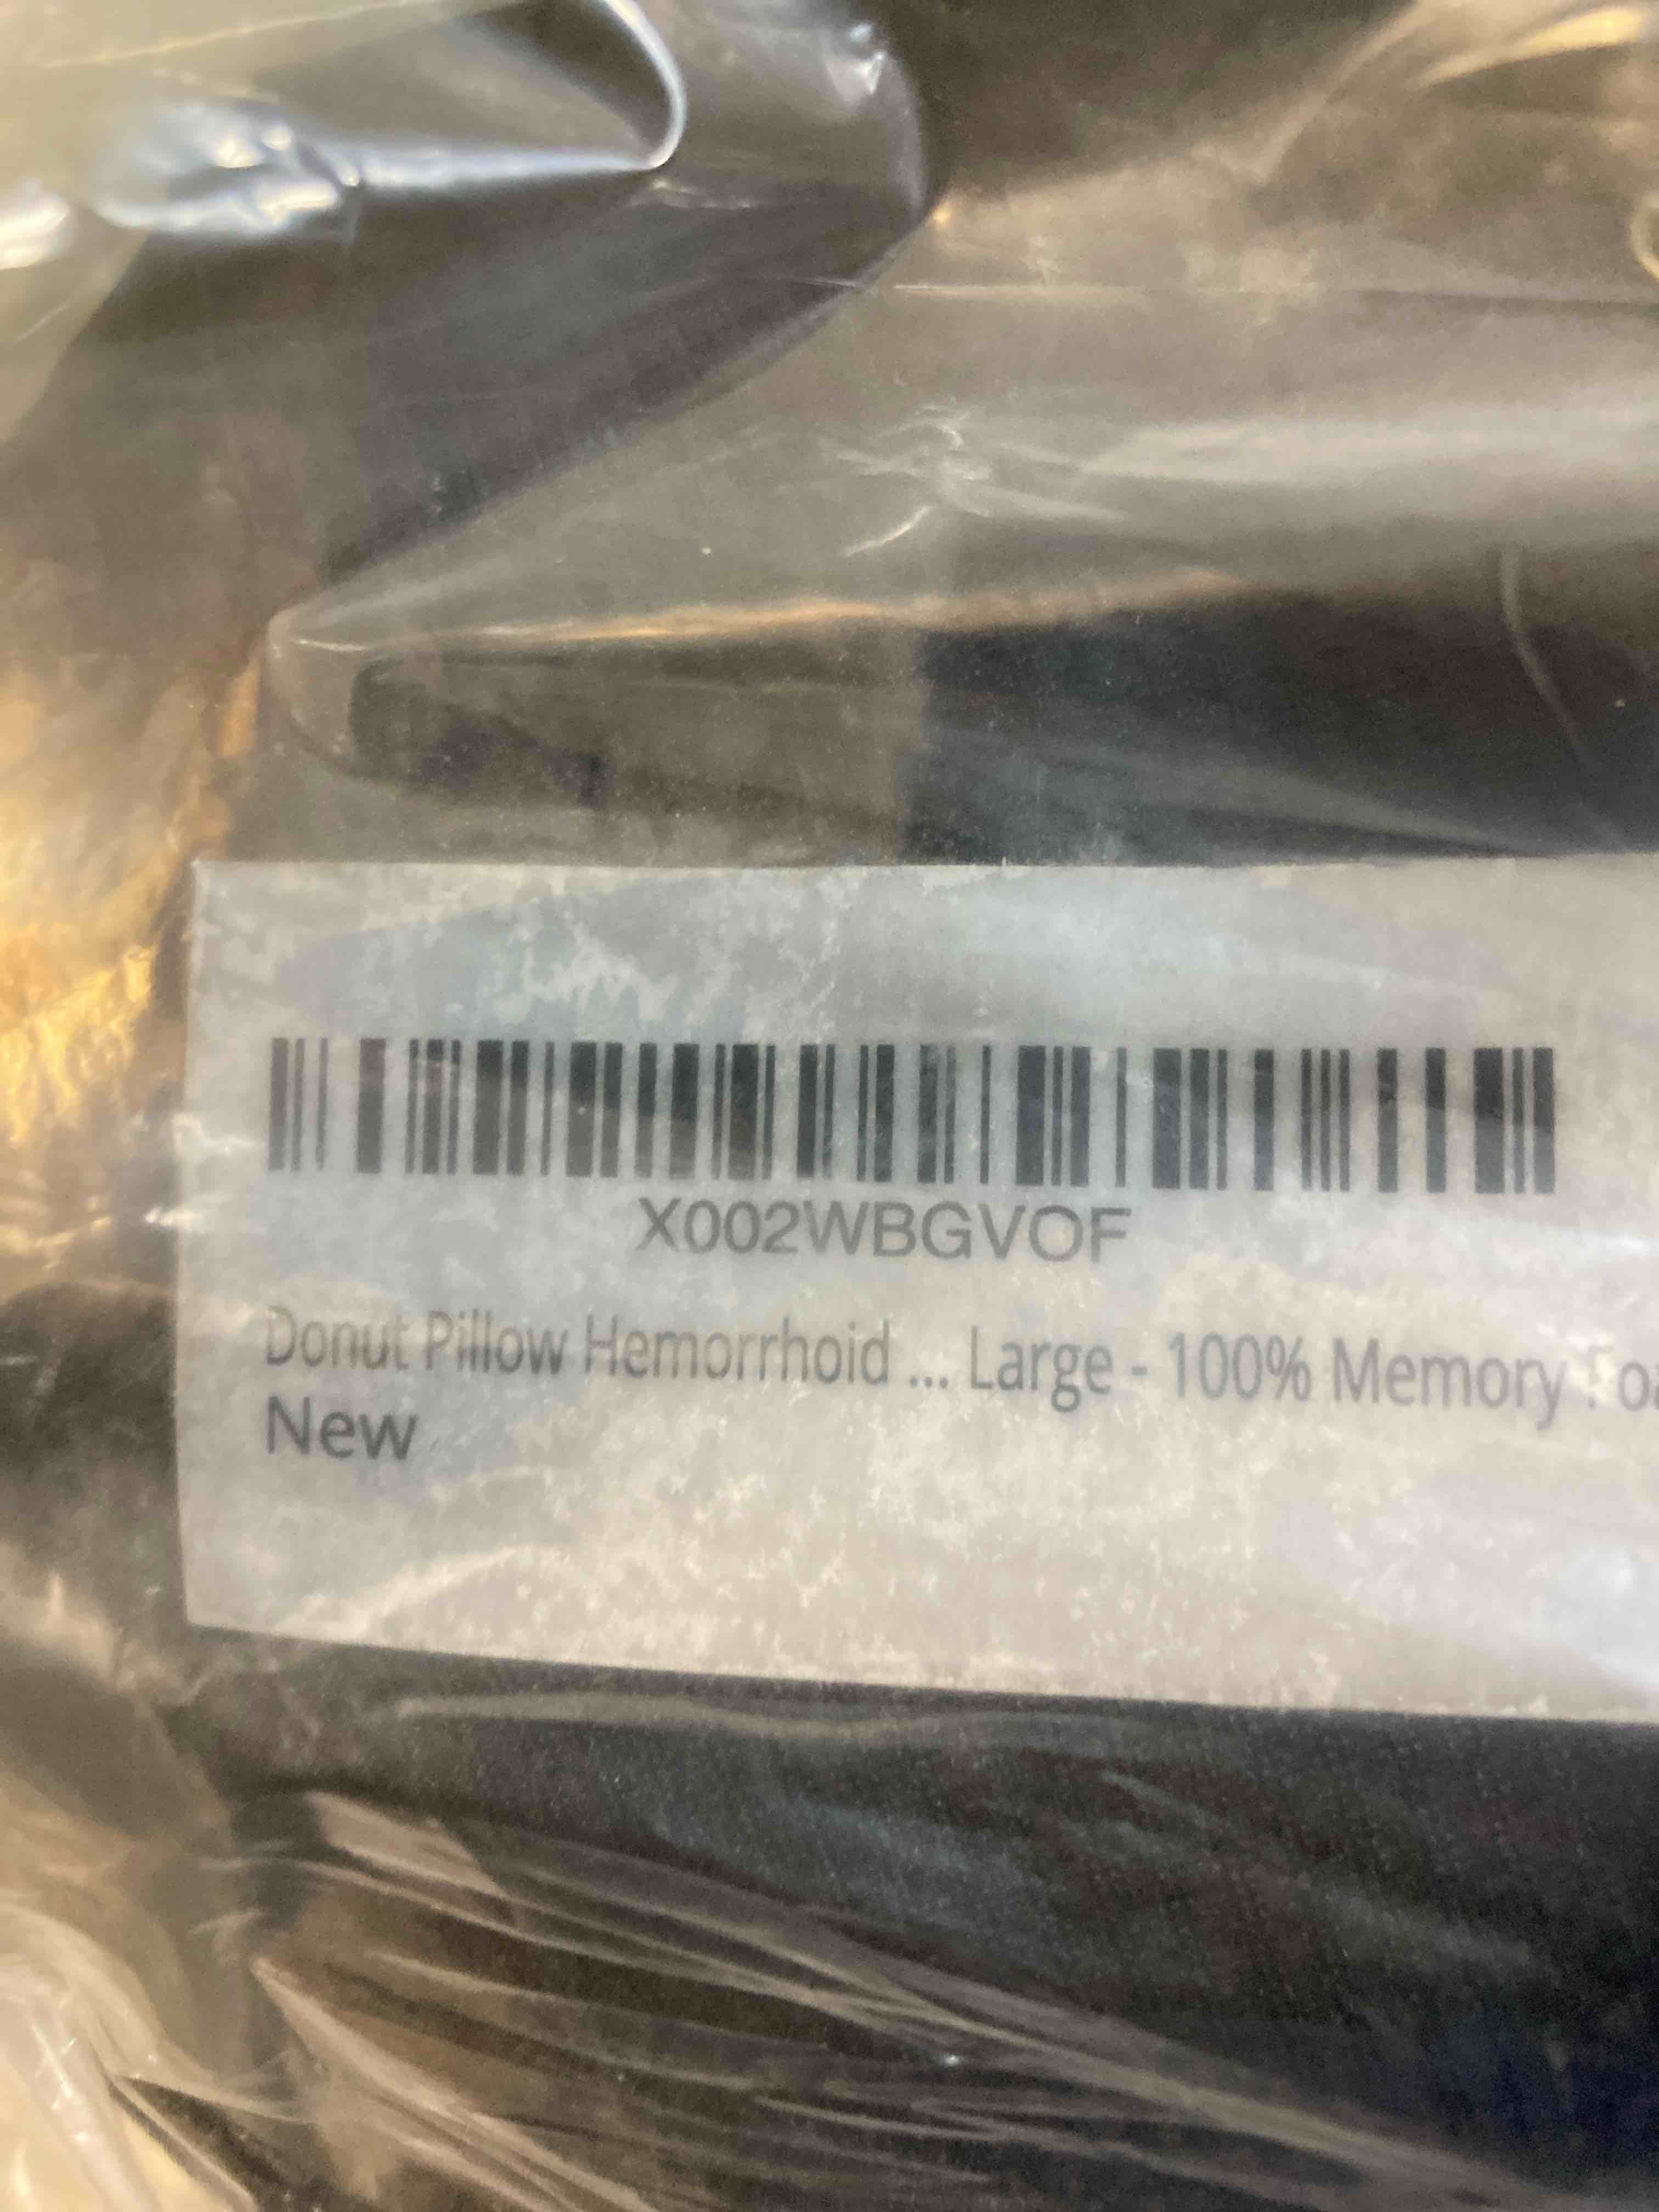 X002WBGVOF
Donut Pillow Hemorrhoid ... Large - 100% Memory
New